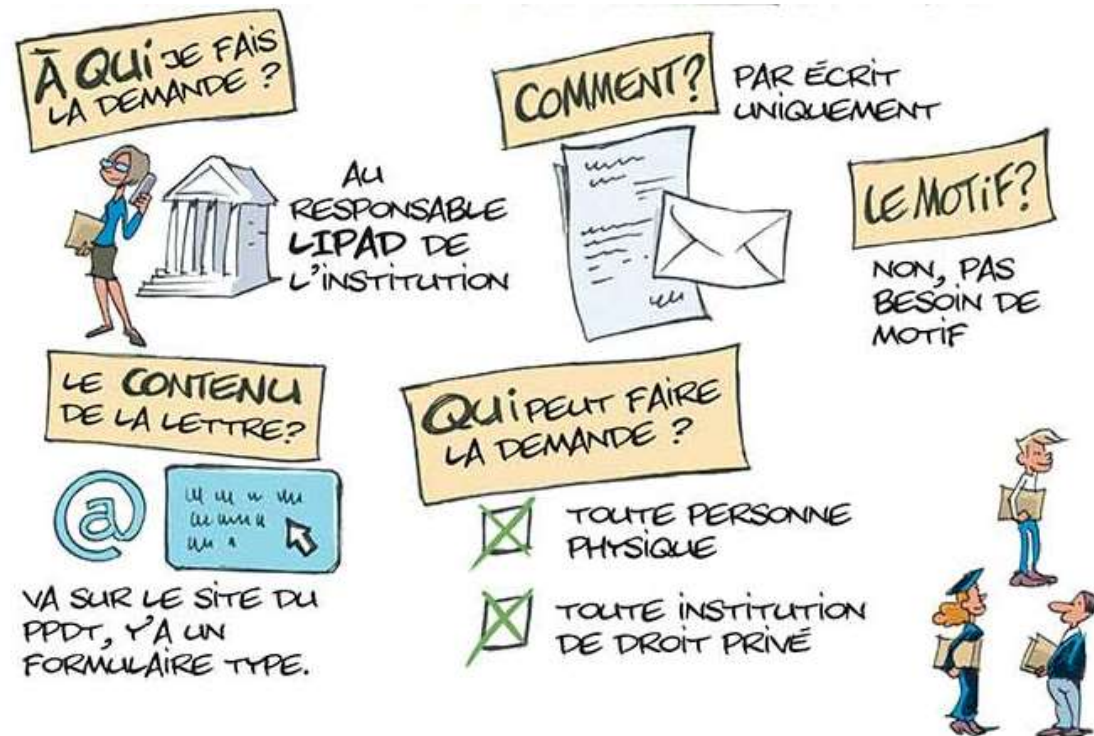 À QUI JE FAIS
LA DEMANDE ?
AU
RESPONSABLE
LIPAD DE
L'INSTITUTION
COMMENT?
PAR ÉCRIT
UNIQUEMENT
LE MOTIF?
NON, PAS
BESOIN DE
MOTIF
LE CONTENU
DE LA LETTRE?
@
VA SUR LE SITE DU
PPDT, Y'A UN
FORMULAIRE TYPE.
QUI PEUT FAIRE
LA DEMANDE ?
TOUTE PERSONNE
PHYSIQUE
TOUTE INSTITUTION
DE DROIT PRIVÉ